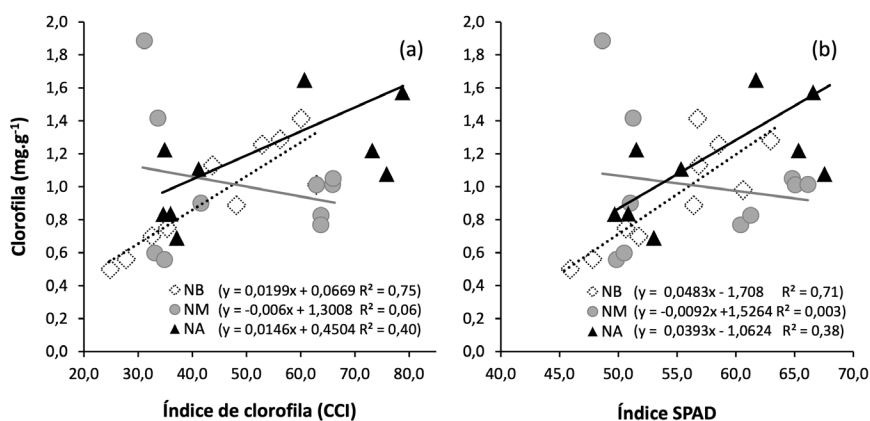 Clorofila (mg.g-1)
2,0
1,8
1,6
1,4
1,2
1,0
0,8
0,6
0,4
0,2
0,0
(a)
NB (y = 0,0199x + 0,0669 R² = 0,75)
NM (y = -0,006x + 1,3008 R² = 0,06)
NA (y = 0,0146x + 0,4504 R² = 0,40)
20,0 30,0 40,0 50,0 60,0 70,0 80,0
Índice de clorofila (CCI)
2,0
1,8
1,6
1,4
1,2
1,0
0,8
0,6
0,4
0,2
0,0
(b)
NB (y = 0,0483x - 1,708 R² = 0,71)
NM (y = -0,0092x +1,5264 R² = 0,003)
NA (y = 0,0393x - 1,0624 R² = 0,38)
40,0 45,0 50,0 55,0 60,0 65,0 70,0
Índice SPAD